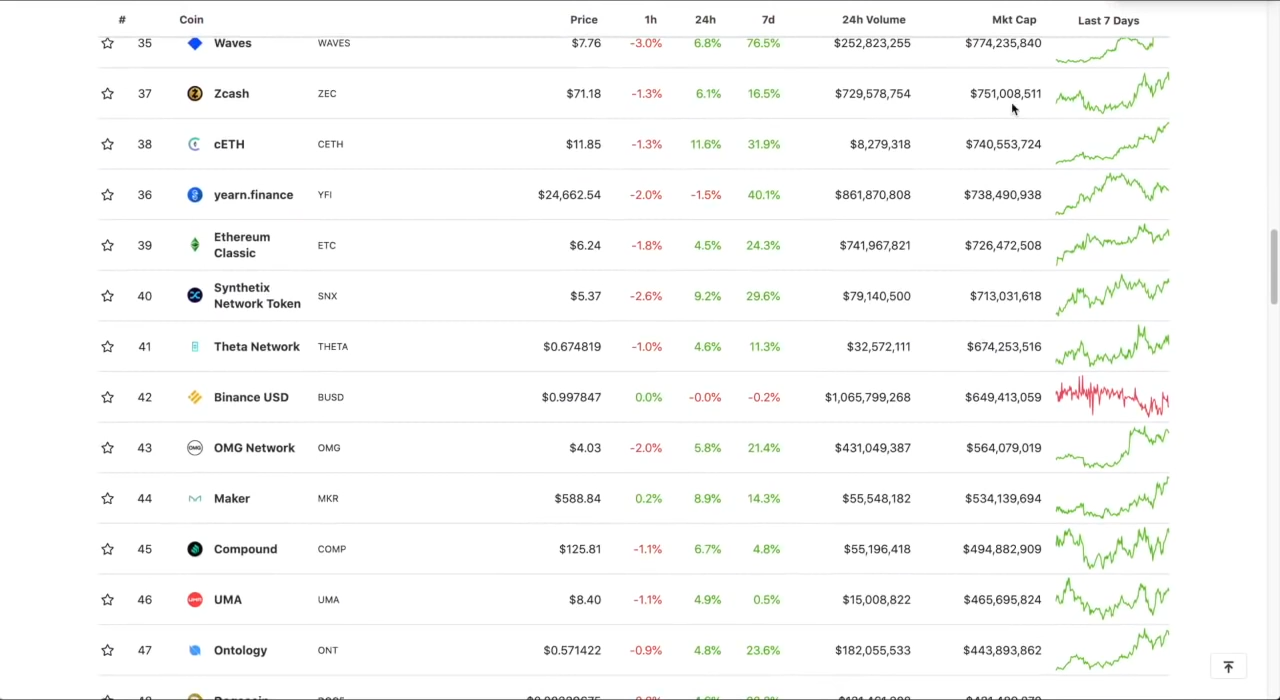 # Coin Price 1h 24h 7d 24h Volume Mkt Cap Last 7 Days
35 Waves WAVES $7.76 -3.0% 6.8% 76.5% $252,823,255 $774,235,840
37 Zcash ZEC $71.18 -1.3% 6.1% 16.5% $729,578,754 $751,008,511
38 cETH CETH $11.85 -1.3% 11.6% 31.9% $8,279,318 $740,553,724
36 yearn.finance YFI $24,662.54 -2.0% -1.5% 40.1% $861,870,808 $738,490,938
39 Ethereum Classic ETC $6.24 -1.8% 4.5% 24.3% $741,967,821 $726,472,508
40 Synthetix Network Token SNX $5.37 -2.6% 9.2% 29.6% $79,140,500 $713,031,618
41 Theta Network THETA $0.674819 -1.0% 4.6% 11.3% $32,572,111 $674,253,516
42 Binance USD BUSD $0.997847 0.0% -0.0% -0.2% $1,065,799,268 $649,413,059
43 OMG Network OMG $4.03 -2.0% 5.8% 21.4% $431,049,387 $564,079,019
44 Maker MKR $588.84 0.2% 8.9% 14.3% $55,548,182 $534,139,694
45 Compound COMP $125.81 -1.1% 6.7% 4.8% $55,196,418 $494,882,909
46 UMA UMA $8.40 -1.1% 4.9% 0.5% $15,008,822 $465,695,824
47 Ontology ONT $0.571422 -0.9% 4.8% 23.6% $182,055,533 $443,893,862